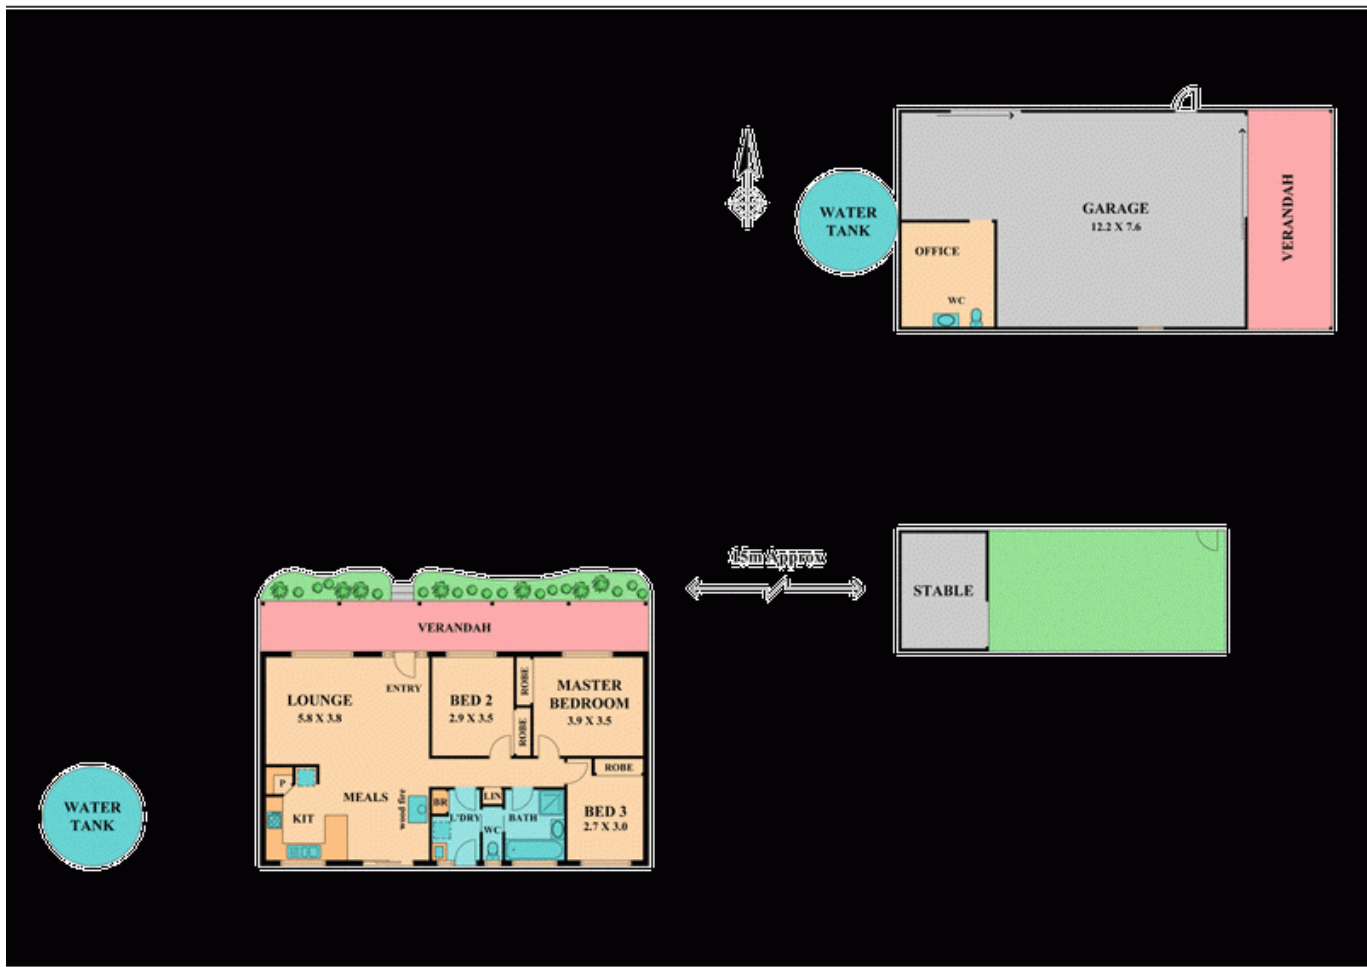 WATER
TANK
GARAGE
12.2 X 7.6
VERANDAH
OFFICE
WC
15m Approx
STABLE
VERANDAH
ENTRY
LOUNGE
5.8 X 3.8
BED 2
2.9 X 3.5
ROBE
ROBE
MASTER
BEDROOM
3.9 X 3.5
ROBE
P
MEALS
wood fire
KIT
BR
LIN
L'DRY
WC
BATH
BED 3
2.7 X 3.0
WATER
TANK